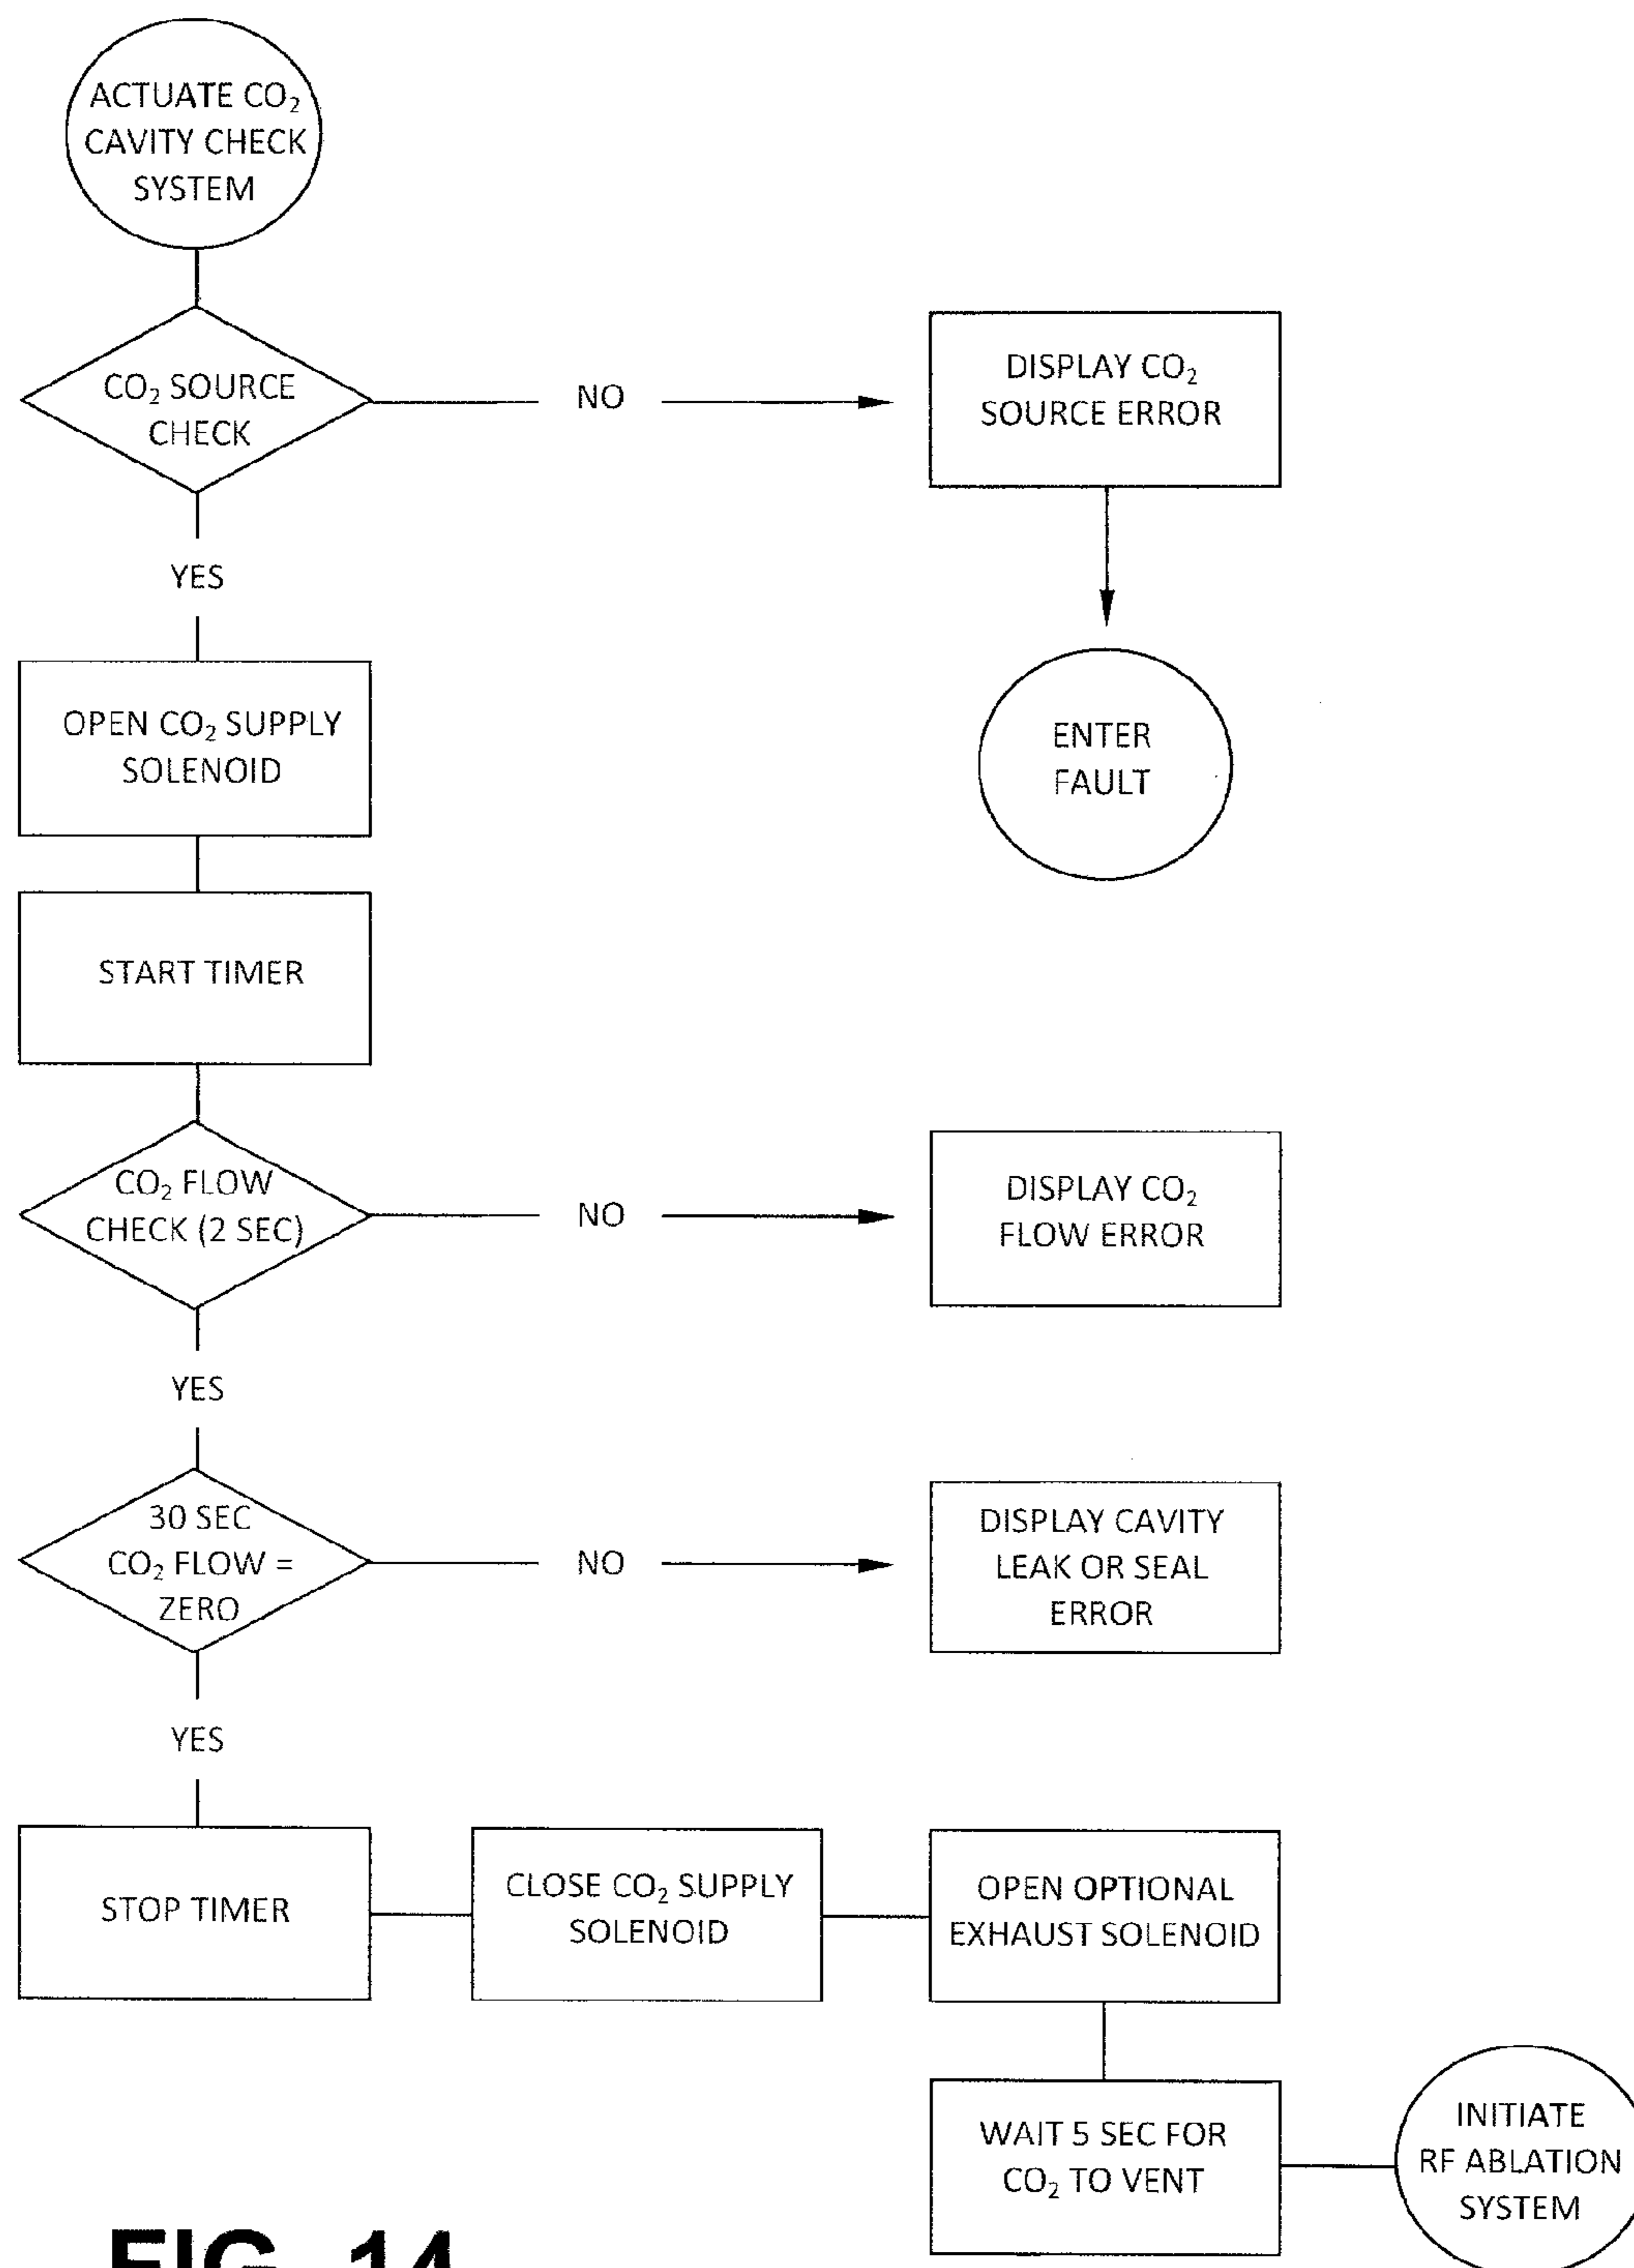 ACTUATE CO₂
CAVITY CHECK
SYSTEM
CO₂ SOURCE
CHECK
NO
DISPLAY CO₂
SOURCE ERROR
YES
ENTER
FAULT
OPEN CO₂ SUPPLY
SOLENOID
START TIMER
CO₂ FLOW
CHECK (2 SEC)
NO
DISPLAY CO₂
FLOW ERROR
YES
30 SEC
CO₂ FLOW =
ZERO
NO
DISPLAY CAVITY
LEAK OR SEAL
ERROR
YES
STOP TIMER
CLOSE CO₂ SUPPLY
SOLENOID
OPEN OPTIONAL
EXHAUST SOLENOID
WAIT 5 SEC FOR
CO₂ TO VENT
INITIATE
RF ABLATION
SYSTEM
FIG. 14